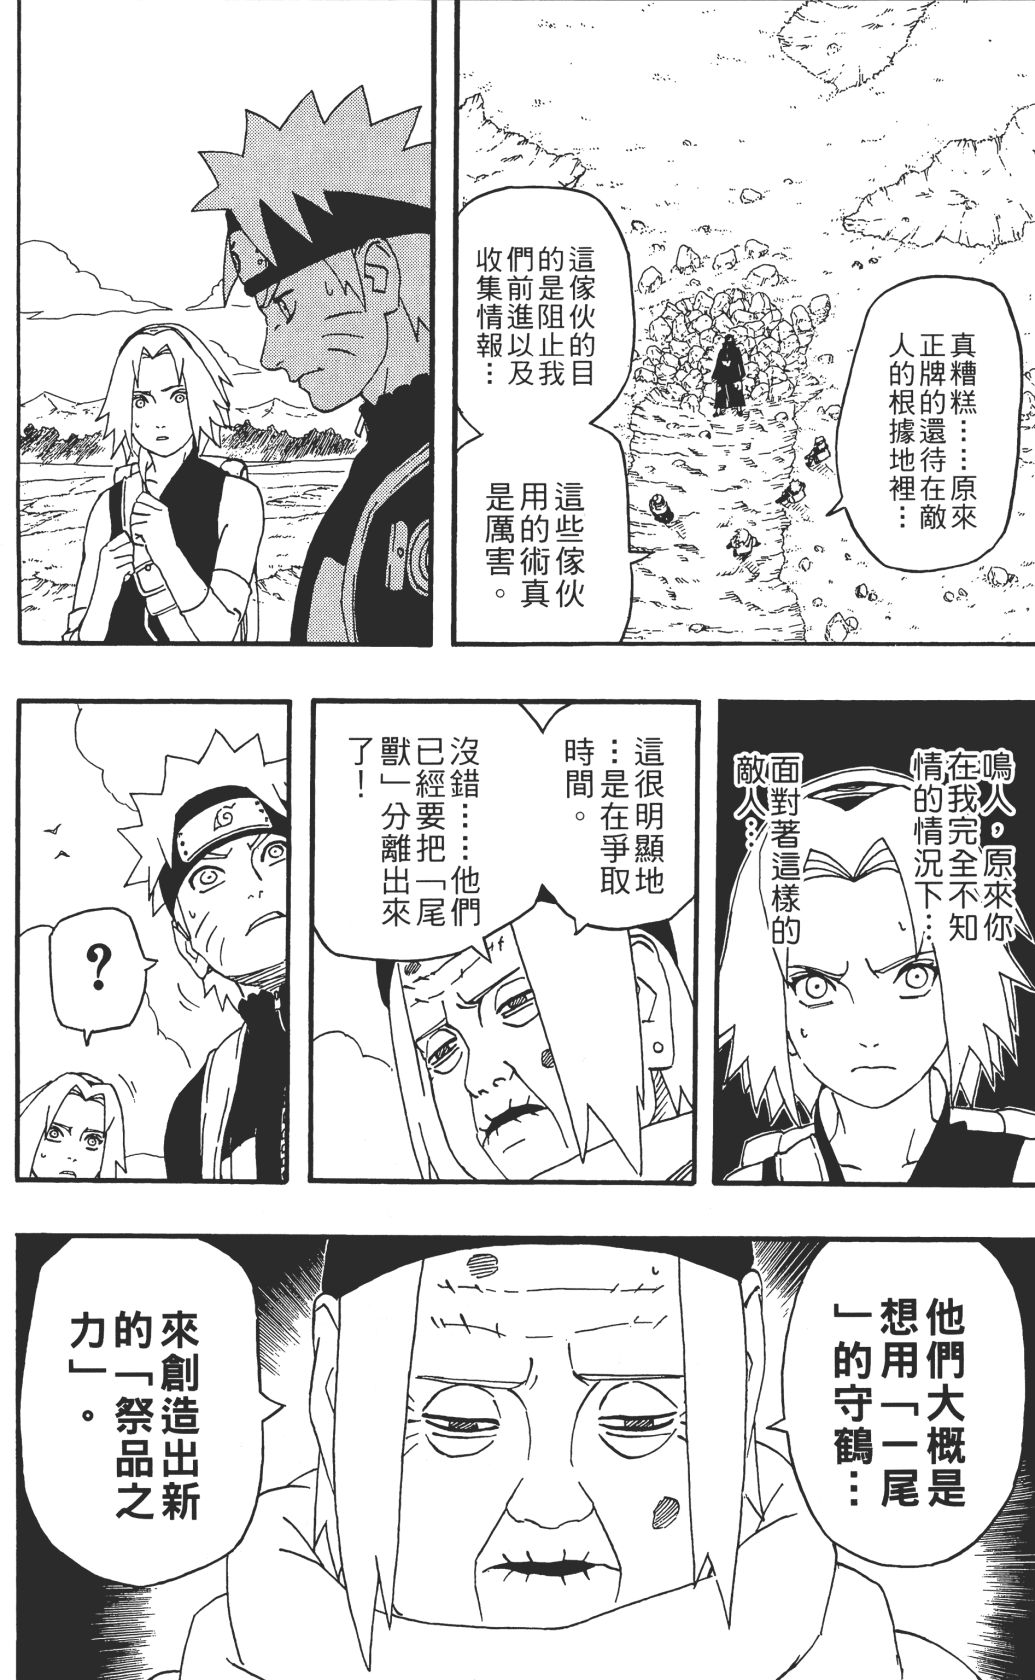 真糟糕……原來
正牌的還待在敵
人的根據地裡…
這傢伙的目
的是阻止我
們前進以及
收集情報…
這些傢伙
用的術真
是厲害。
鳴人，原來你
在我完全不知
情的情況下…
面對著這樣的
敵人…
這很明顯地
…是在爭取
時間。
沒錯……他們
已經要把「尾
獸」分離出來
了！
？
他們大概是
想用「一尾
」的守鶴…
來創造出新
的「祭品之
力」。